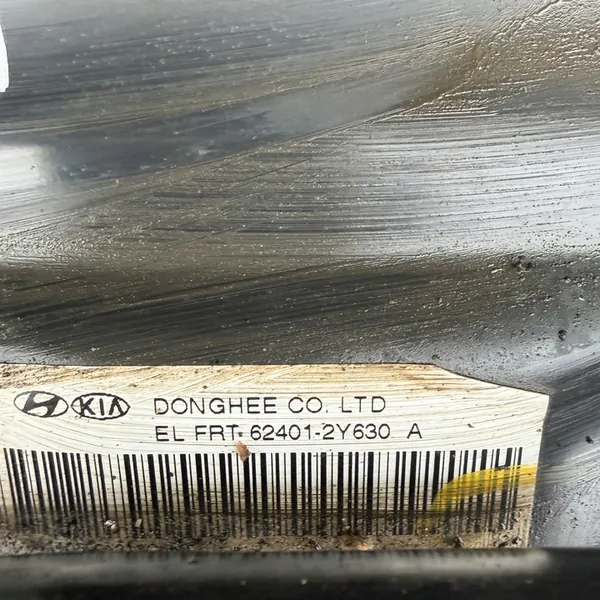 KIA DONGHEE CO. LTD
EL FRT 62401-2Y630 A